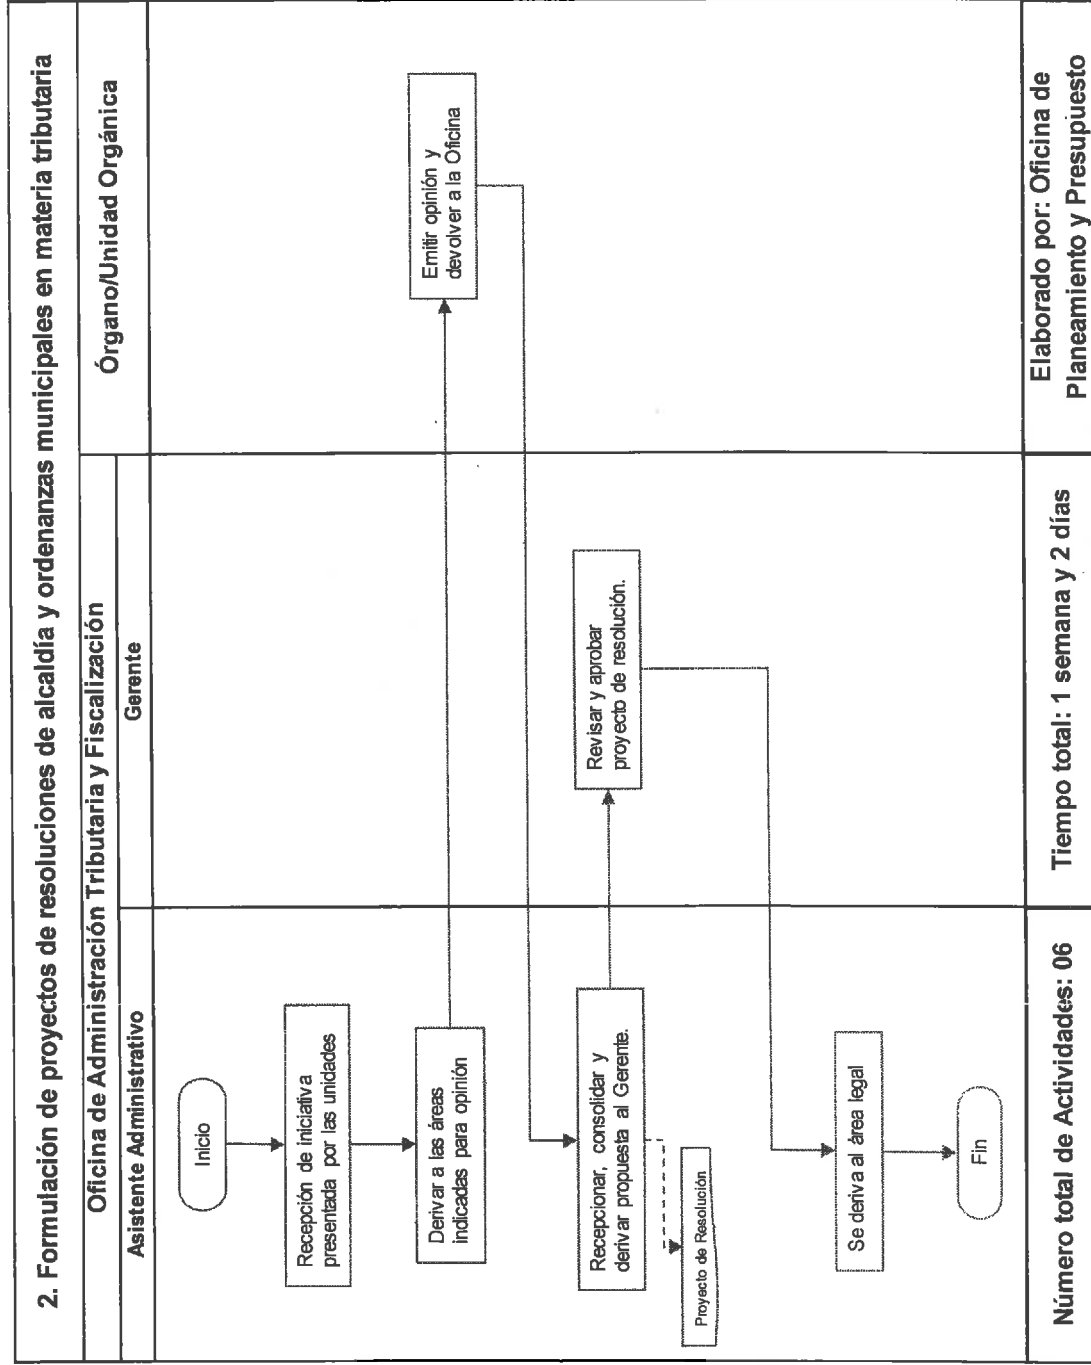 2. Formulación de proyectos de resoluciones de alcaldía y ordenanzas municipales en materia tributaria
Oficina de Administración Tributaria y Fiscalización
Órgano/Unidad Orgánica
Asistente Administrativo
Gerente
Inicio
Recepción de iniciativa
presentada por las unidades
Derivar a las áreas
indicadas para opinión
Emitir opinión y
devolver a la Oficina
Recepcionar, consolidar y
derivar propuesta al Gerente.
Proyecto de Resolución
Revisar y aprobar
proyecto de resolución.
Se deriva al área legal
Fin
Número total de Actividades: 06
Tiempo total: 1 semana y 2 días
Elaborado por: Oficina de
Planeamiento y Presupuesto